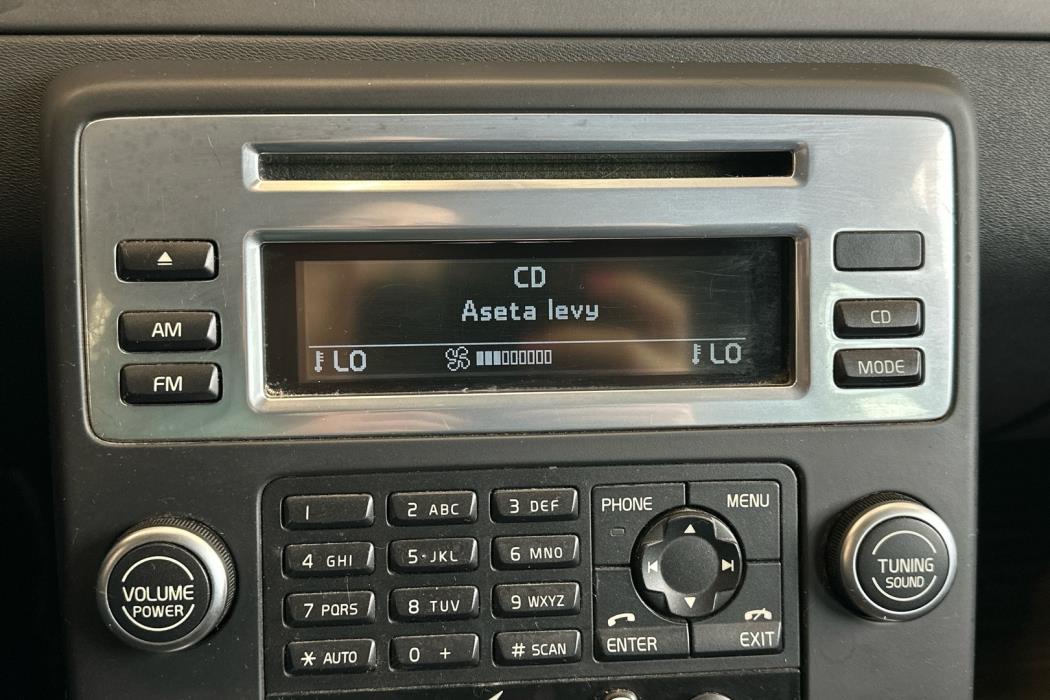 CD
Aseta levy
LO LO
AM
FM
CD
MODE
1
2 ABC
3 DEF
4 GHI
5 JKL
6 MNO
7 PQRS
8 TUV
9 WXYZ
* AUTO
0 +
# SCAN
PHONE
MENU
ENTER
EXIT
VOLUME
POWER
TUNING
SOUND